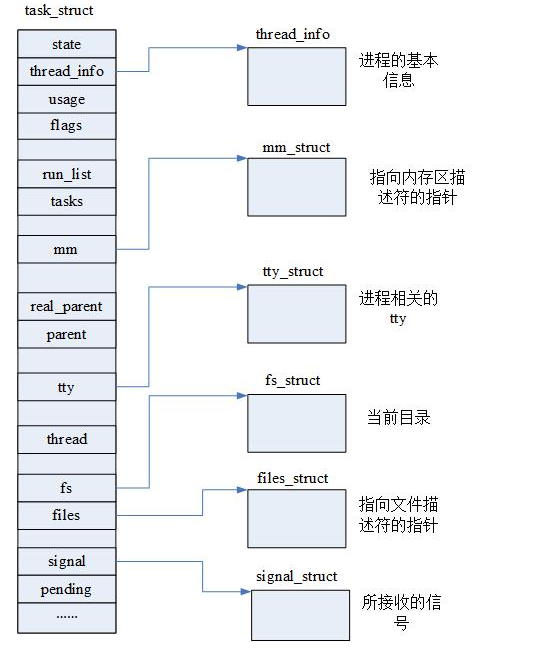 task_struct
state
thread_info
usage
flags
run_list
tasks
mm
real_parent
parent
tty
thread
fs
files
signal
pending
......
thread_info
进程的基本
信息
mm_struct
指向内存区描
述符的指针
tty_struct
进程相关的
tty
fs_struct
当前目录
files_struct
指向文件描
述符的指针
signal_struct
所接收的信
号